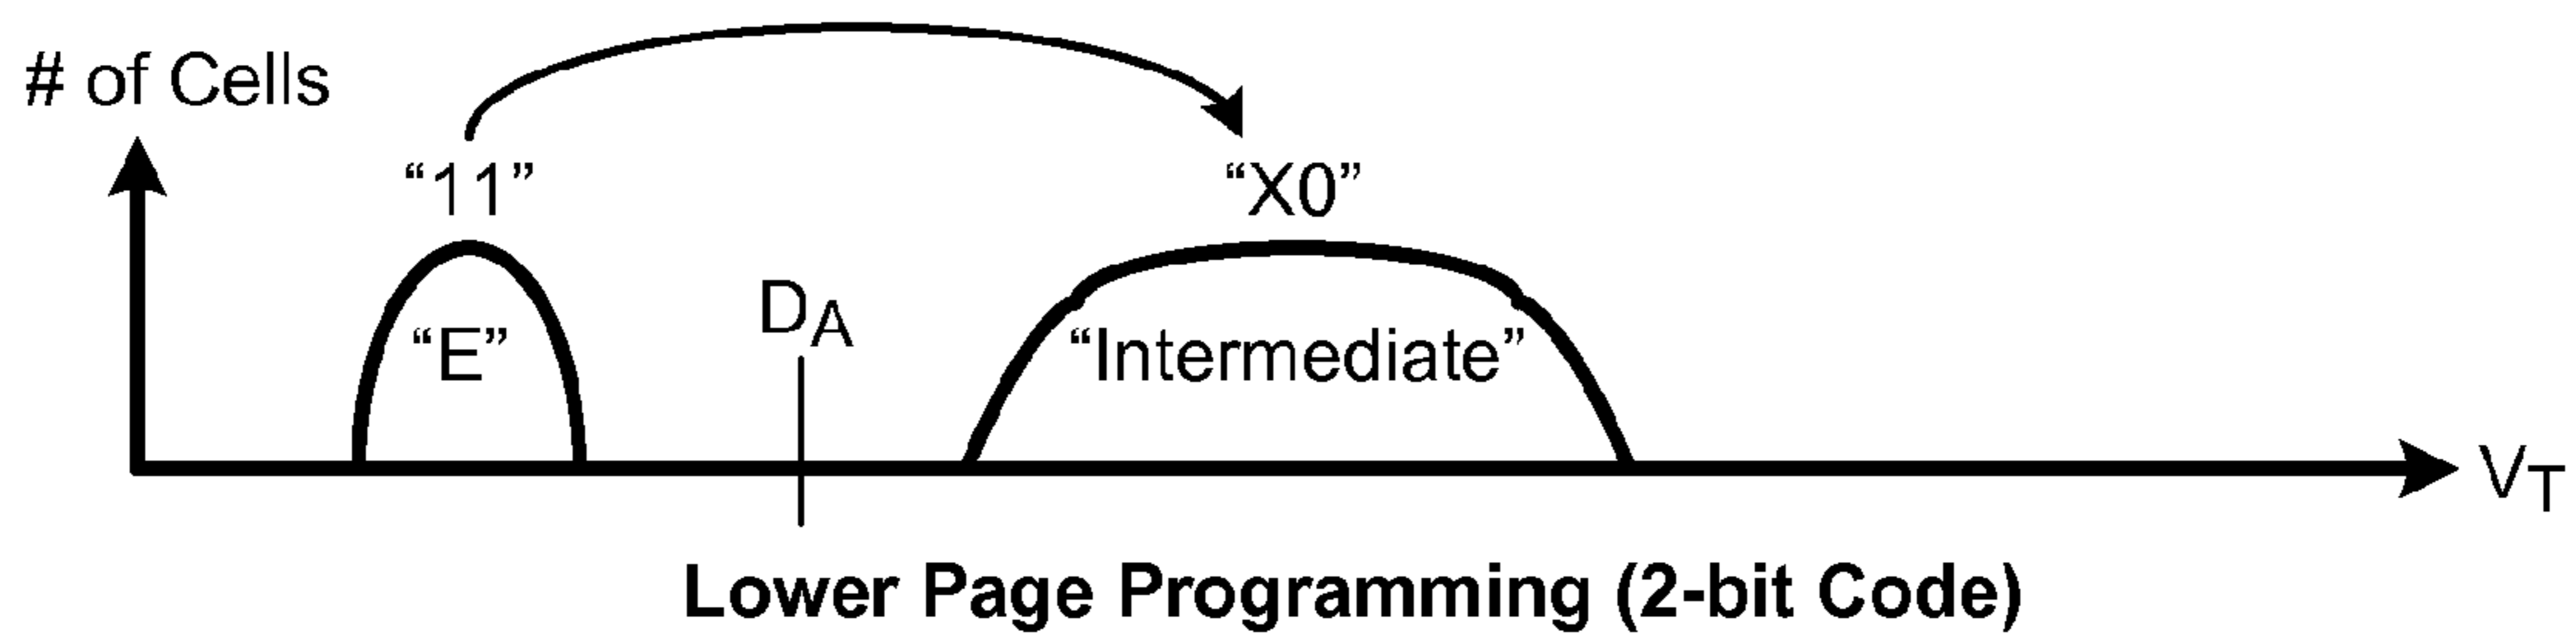 # of Cells
“11”
“X0”
“E”
DA
“Intermediate”
VT
Lower Page Programming (2-bit Code)